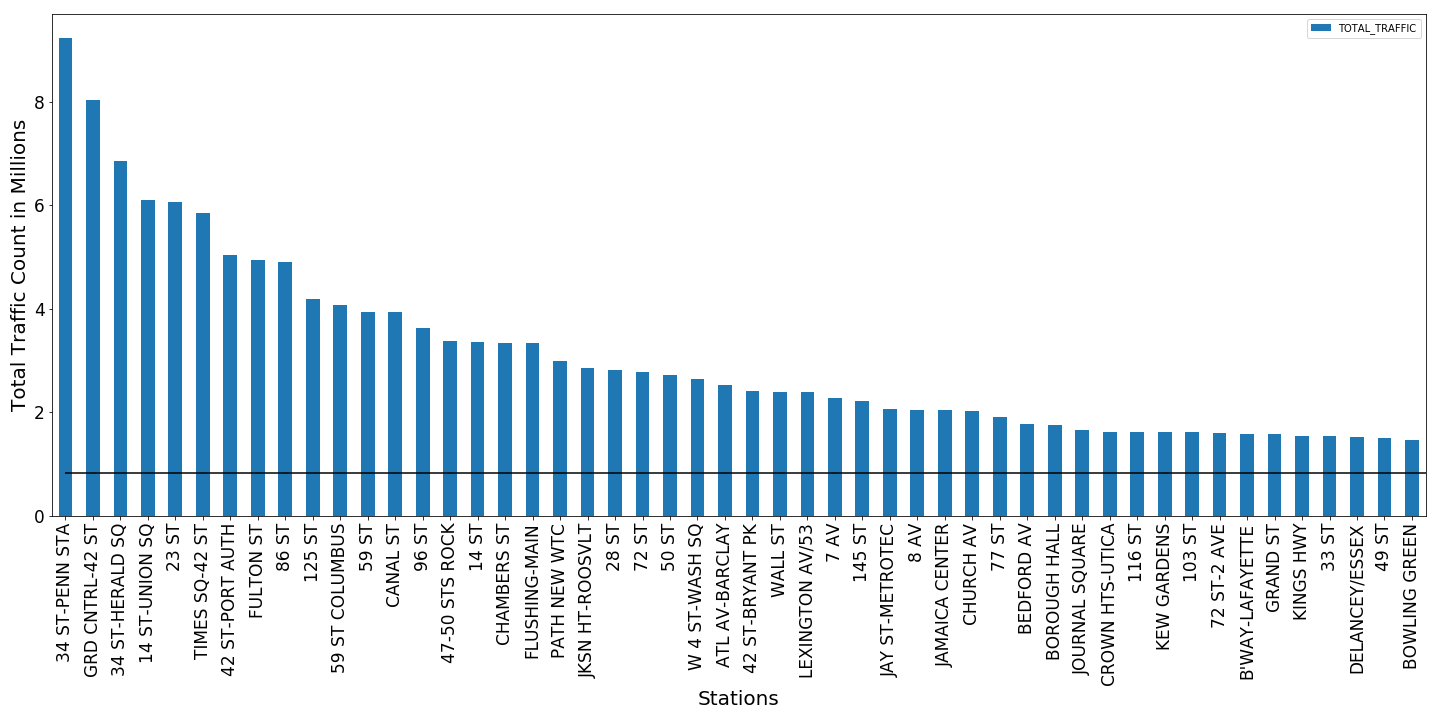 TOTAL_TRAFFIC
Total Traffic Count in Millions
8
6
4
2
0
34 ST-PENN STA
GRD CNTRL-42 ST
34 ST-HERALD SQ
14 ST-UNION SQ
23 ST
TIMES SQ-42 ST
42 ST-PORT AUTH
FULTON ST
86 ST
125 ST
59 ST COLUMBUS
59 ST
CANAL ST
96 ST
47-50 STS ROCK
14 ST
CHAMBERS ST
FLUSHING-MAIN
PATH NEW WTC
JKSN HT-ROOSVLT
28 ST
72 ST
50 ST
W 4 ST-WASH SQ
ATL AV-BARCLAY
42 ST-BRYANT PK
WALL ST
LEXINGTON AV/53
7 AV
145 ST
JAY ST-METROTEC
8 AV
JAMAICA CENTER
CHURCH AV
77 ST
BEDFORD AV
BOROUGH HALL
JOURNAL SQUARE
CROWN HTS-UTICA
116 ST
KEW GARDENS
103 ST
72 ST-2 AVE
B'WAY-LAFAYETTE
GRAND ST
KINGS HWY
33 ST
DELANCEY/ESSEX
49 ST
BOWLING GREEN
Stations